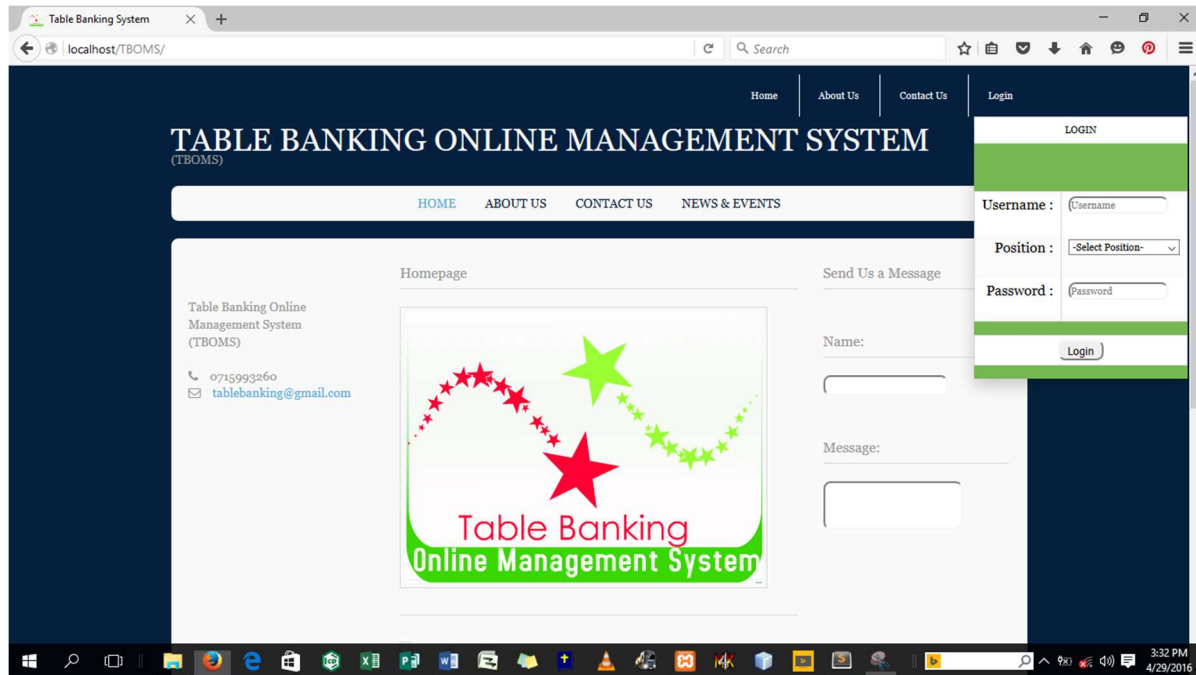 Table Banking System
localhost/TBOMS/
Search
Home
About Us
Contact Us
Login
TABLE BANKING ONLINE MANAGEMENT SYSTEM
(TBOMS)
HOME
ABOUT US
CONTACT US
NEWS & EVENTS
LOGIN
Username :
Username
Position :
-Select Position-
Password :
Password
Login
Table Banking Online
Management System
(TBOMS)
0715993260
tablebanking@gmail.com
Homepage
Table Banking
Online Management System
Send Us a Message
Name:
Message:
3:32 PM
4/29/2016